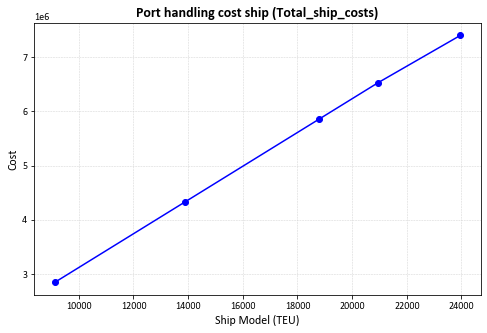 Port handling cost ship (Total_ship_costs)
1e6
7
6
5
4
3
Cost
10000 12000 14000 16000 18000 20000 22000 24000
Ship Model (TEU)